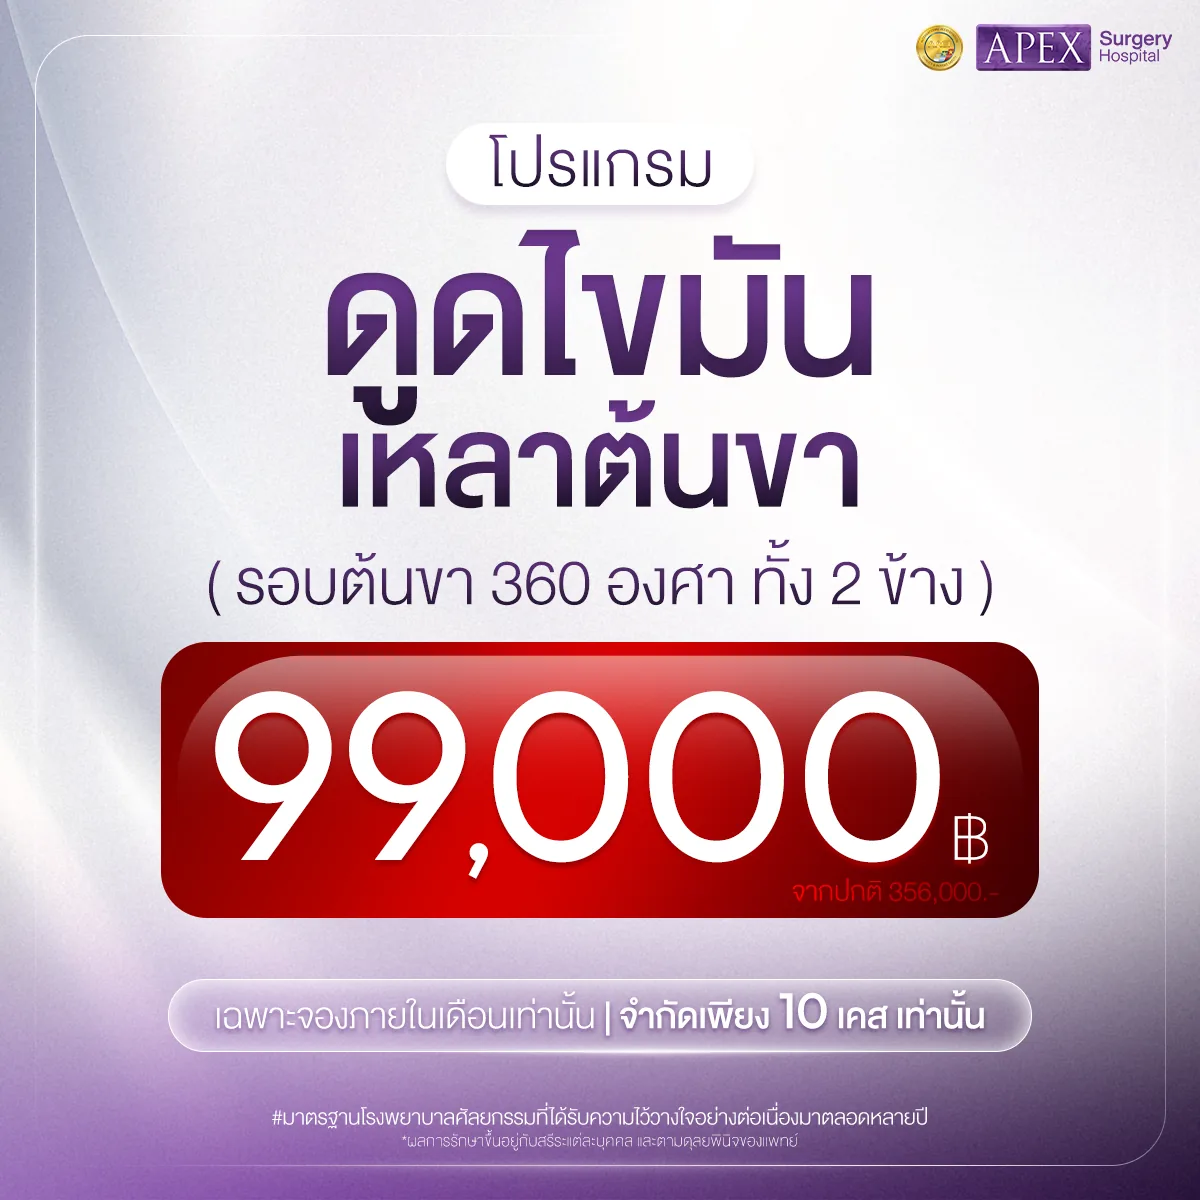 APEX Surgery Hospital
โปรแกรม
ดูดไขมัน
เหลาต้นขา
( รอบต้นขา 360 องศา ทั้ง 2 ข้าง )
99,000 ฿
จากปกติ 356,000.-
เฉพาะจองภายในเดือนเท่านั้น | จำกัดเพียง 10 เคส เท่านั้น
#มาตรฐานโรงพยาบาลศัลยกรรมที่ได้รับความไว้วางใจอย่างต่อเนื่องมาตลอดหลายปี
*ผลการรักษาขึ้นอยู่กับสรีระแต่ละบุคคล และตามดุลยพินิจของแพทย์